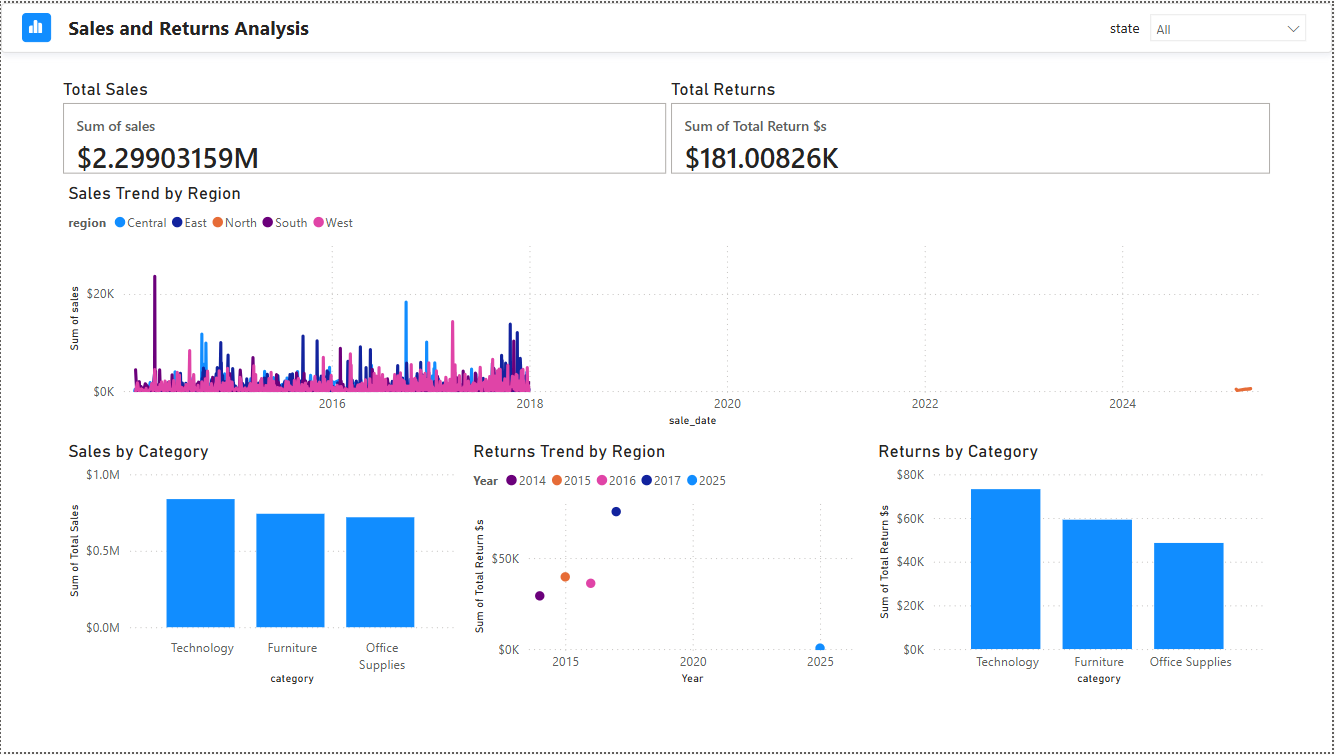 Sales and Returns Analysis
state
All
Total Sales
Total Returns
Sum of sales
$2.29903159M
Sum of Total Return $s
$181.00826K
Sales Trend by Region
region Central East North South West
Sum of sales
$20K
$0K
2016 2018 2020 2022 2024
sale_date
Sales by Category
Sum of Total Sales
$1.0M
$0.5M
$0.0M
Technology Furniture Office
Supplies
category
Returns Trend by Region
Year 2014 2015 2016 2017 2025
Sum of Total Return $s
$50K
$0K
2015 2020 2025
Year
Returns by Category
Sum of Total Return $s
$80K
$60K
$40K
$20K
$0K
Technology Furniture Office Supplies
category